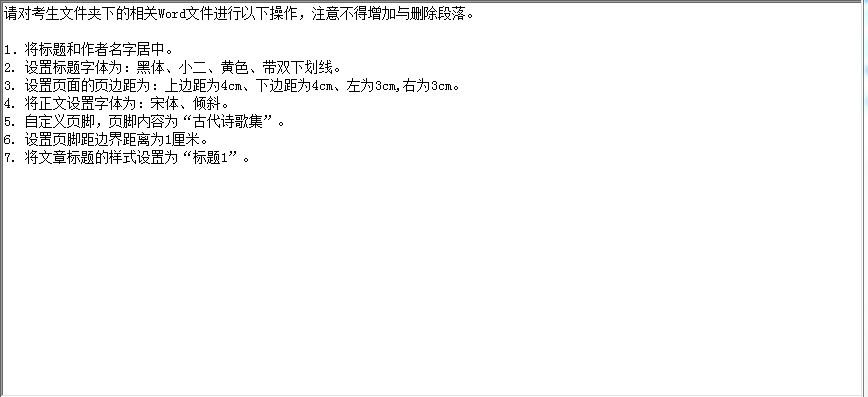 请对考生文件夹下的相关Word文件进行以下操作，注意不得增加与删除段落。
1. 将标题和作者名字居中。
2. 设置标题字体为：黑体、小二、黄色、带双下划线。
3. 设置页面的页边距为：上边距为4cm、下边距为4cm、左为3cm,右为3cm。
4. 将正文设置字体为：宋体、倾斜。
5. 自定义页脚，页脚内容为“古代诗歌集”。
6. 设置页脚距边界距离为1厘米。
7. 将文章标题的样式设置为“标题1”。